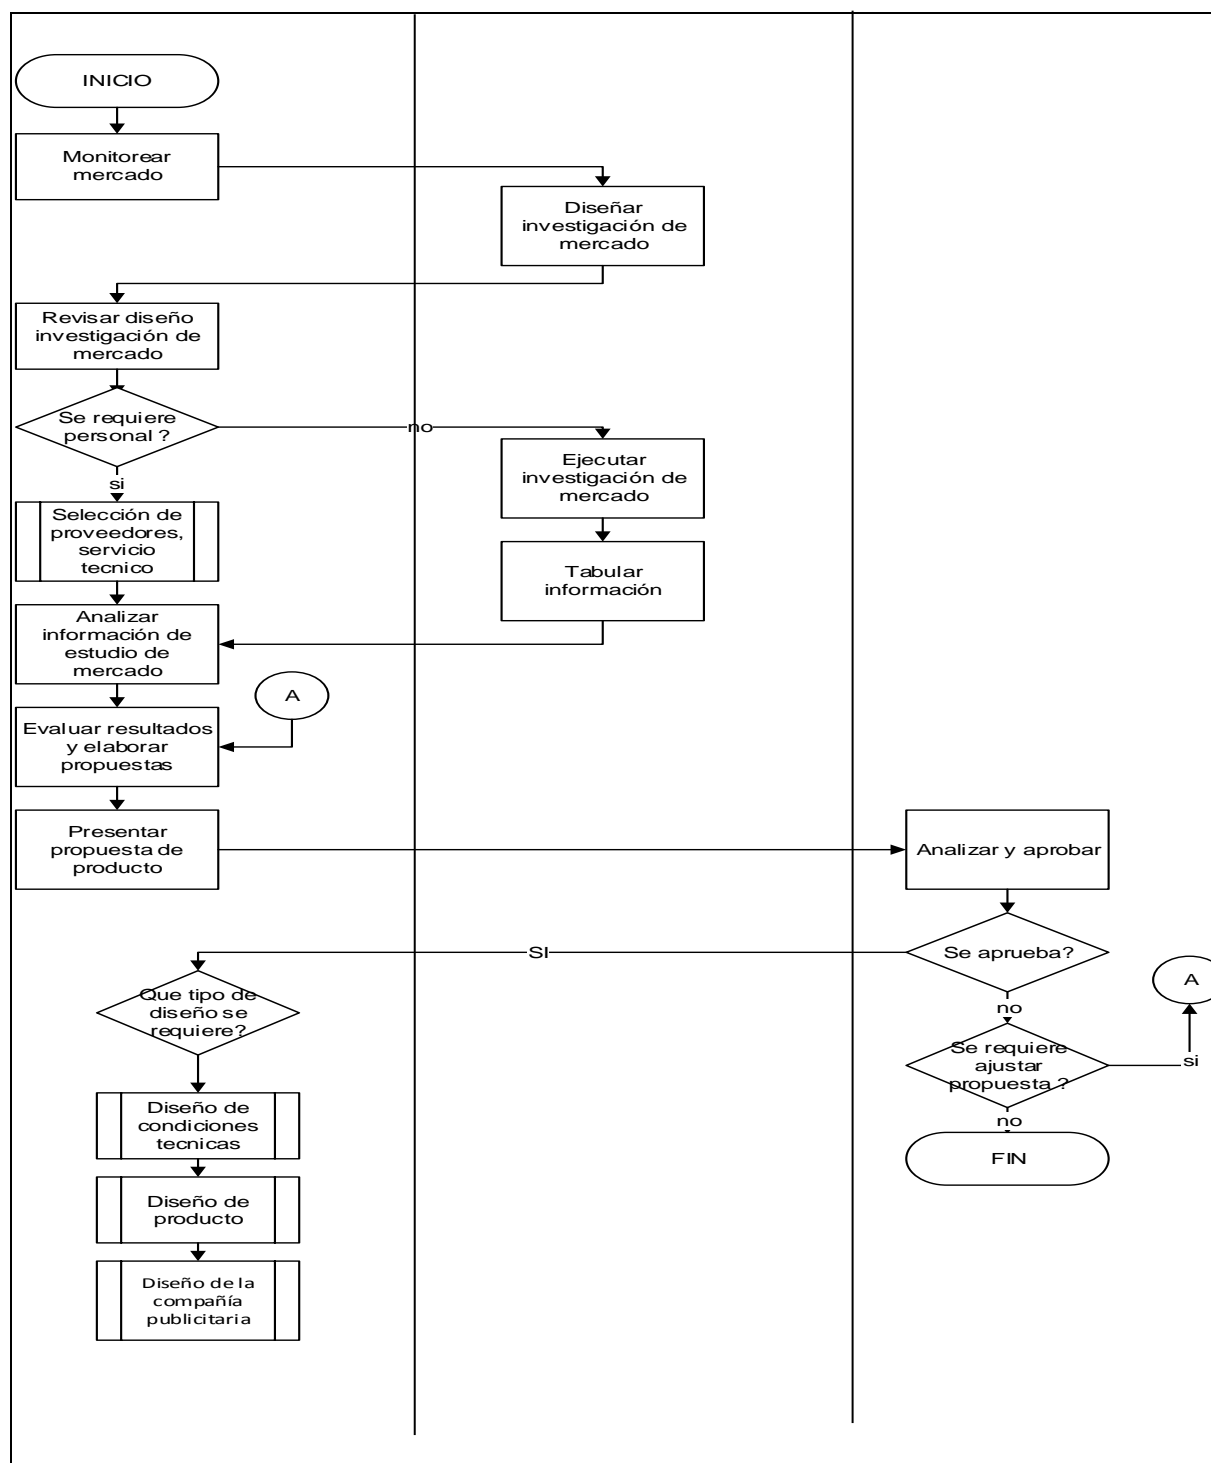 INICIO
Monitorear
mercado
Diseñar
investigación de
mercado
Revisar diseño
investigación de
mercado
Se requiere
personal ?
no
si
Ejecutar
investigación de
mercado
Selección de
proveedores,
servicio
tecnico
Tabular
información
Analizar
información de
estudio de
mercado
A
Evaluar resultados
y elaborar
propuestas
Presentar
propuesta de
producto
Analizar y aprobar
Se aprueba?
SI
no
A
Que tipo de
diseño se
requiere?
Se requiere
ajustar
propuesta ?
si
no
FIN
Diseño de
condiciones
tecnicas
Diseño de
producto
Diseño de la
compañía
publicitaria